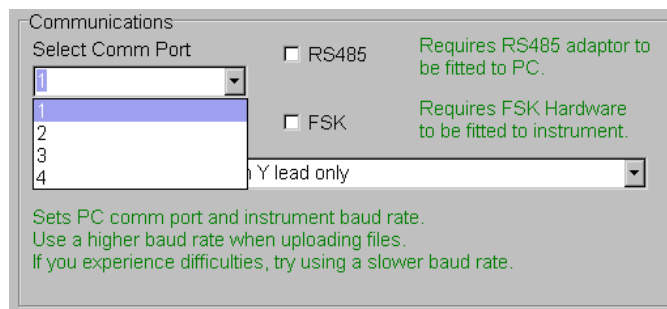 Communications
Select Comm Port
1
1
2
3
4
RS485
Requires RS485 adaptor to
be fitted to PC.
FSK
Requires FSK Hardware
to be fitted to instrument.
Y lead only
Sets PC comm port and instrument baud rate.
Use a higher baud rate when uploading files.
If you experience difficulties, try using a slower baud rate.